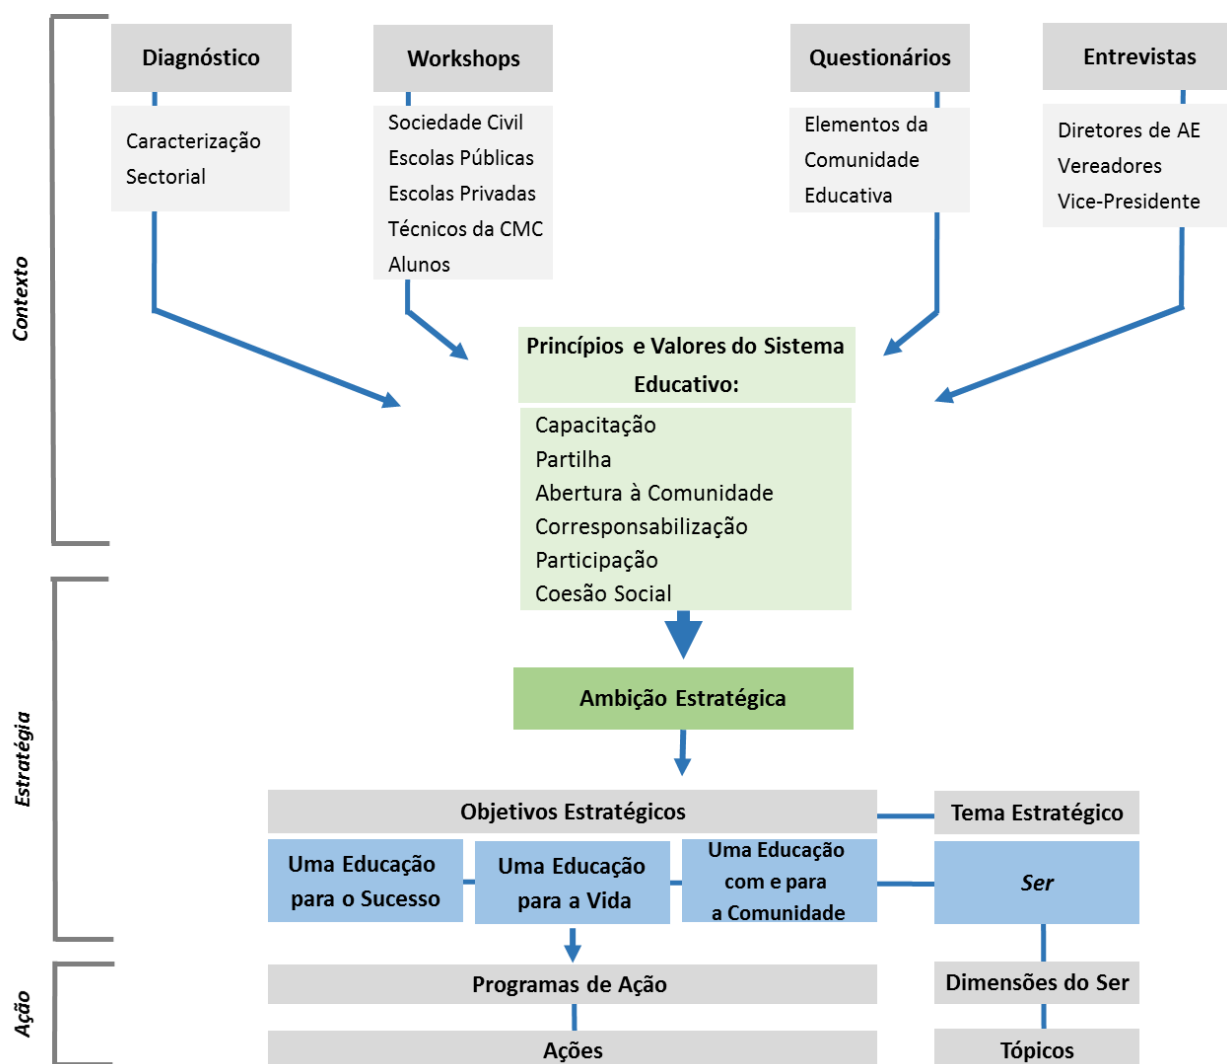 Diagnóstico
Caracterização
Sectorial
Workshops
Sociedade Civil
Escolas Públicas
Escolas Privadas
Técnicos da CMC
Alunos
Questionários
Elementos da
Comunidade
Educativa
Entrevistas
Diretores de AE
Vereadores
Vice-Presidente
Contexto
Princípios e Valores do Sistema
Educativo:
Capacitação
Partilha
Abertura à Comunidade
Corresponsabilização
Participação
Coesão Social
Estratégia
Ambição Estratégica
Objetivos Estratégicos
Tema Estratégico
Uma Educação
para o Sucesso
Uma Educação
para a Vida
Uma Educação
com e para
a Comunidade
Ser
Ação
Programas de Ação
Dimensões do Ser
Ações
Tópicos